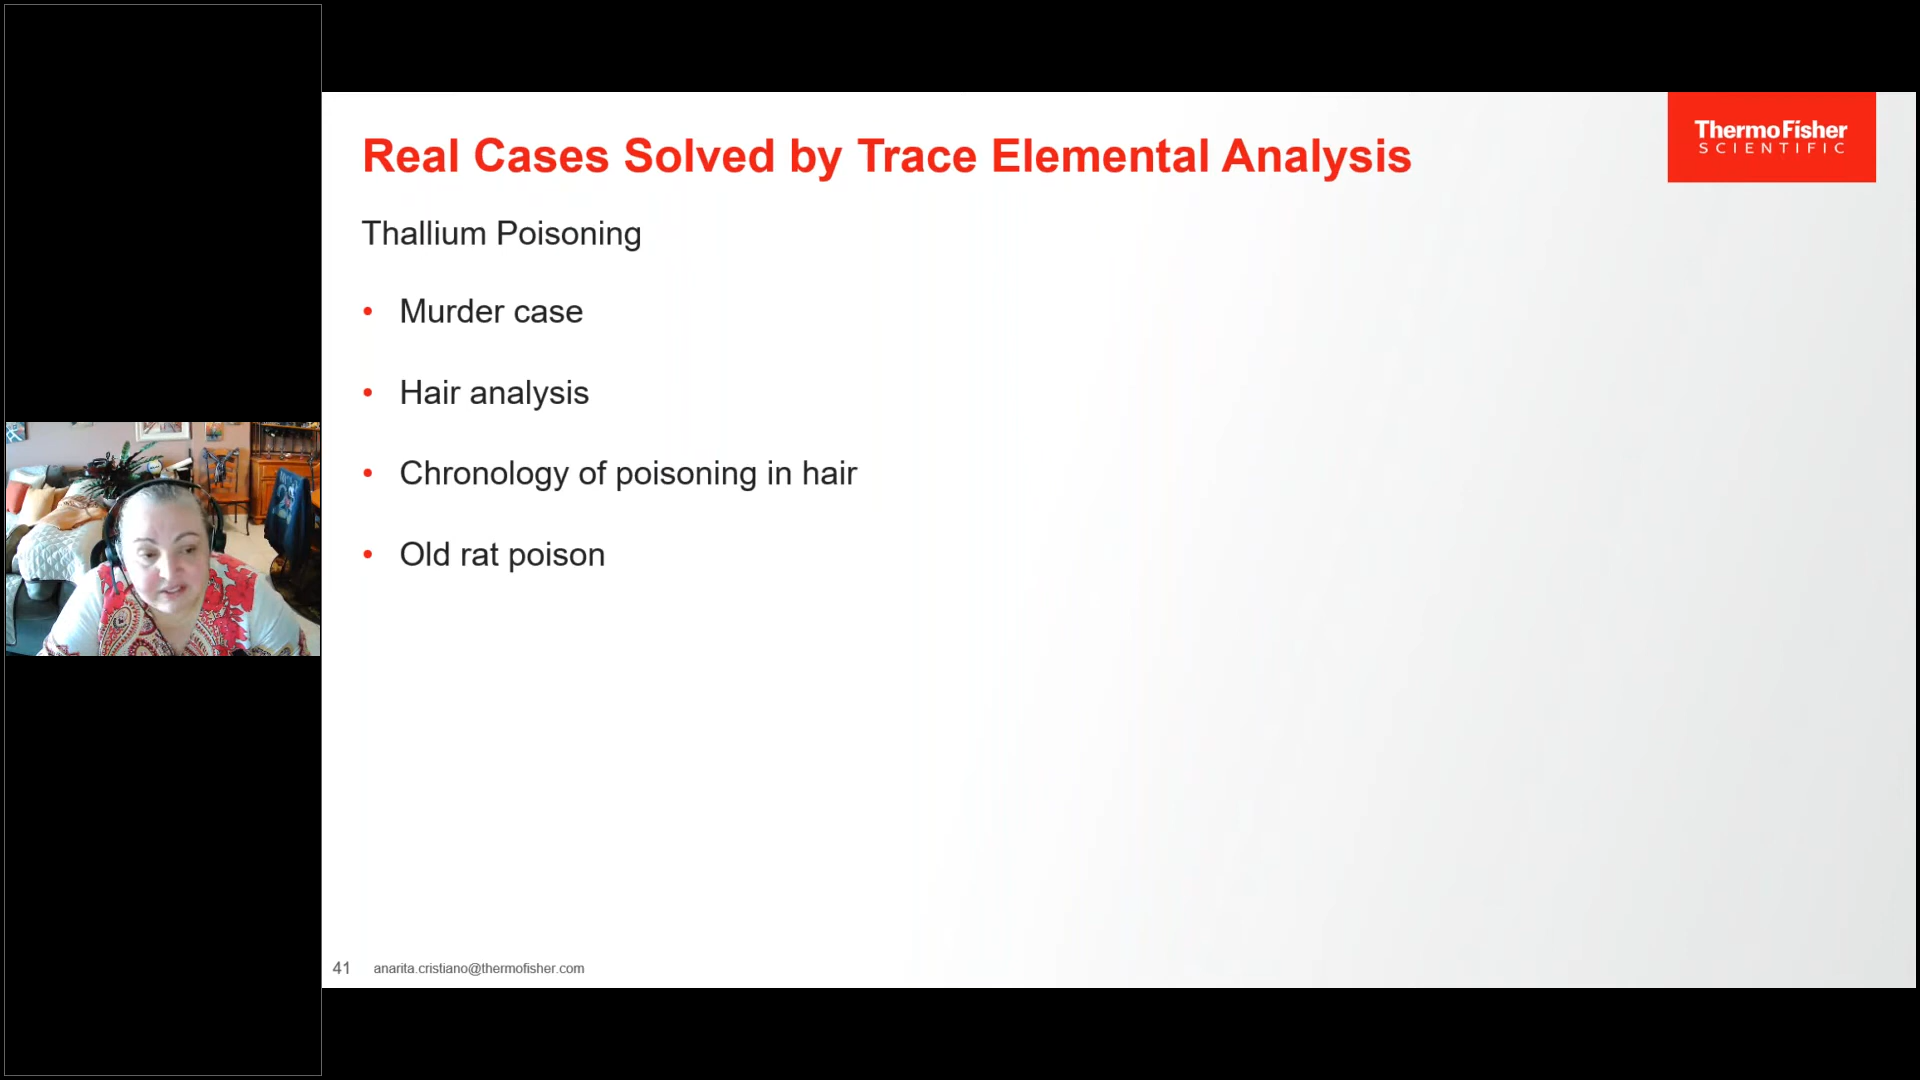 Real Cases Solved by Trace Elemental Analysis
ThermoFisher
SCIENTIFIC
Thallium Poisoning
• Murder case
• Hair analysis
• Chronology of poisoning in hair
• Old rat poison
41 anarita.cristiano@thermofisher.com